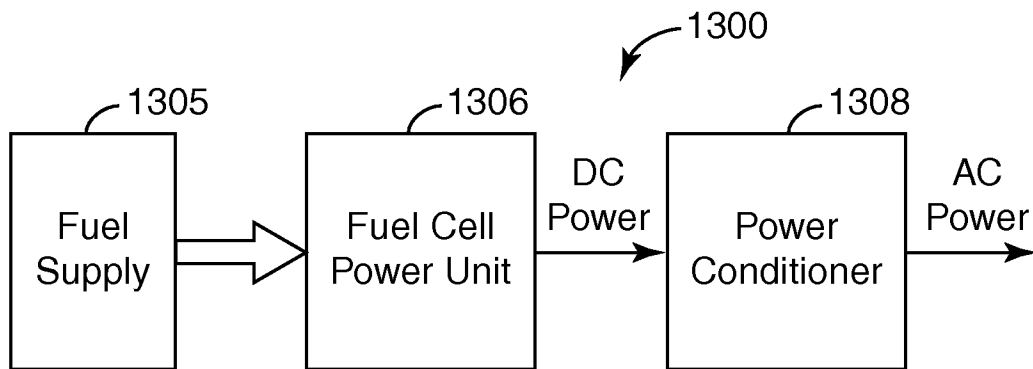 1300
1305
1306
1308
Fuel
Supply
Fuel Cell
Power Unit
DC
Power
Power
Conditioner
AC
Power